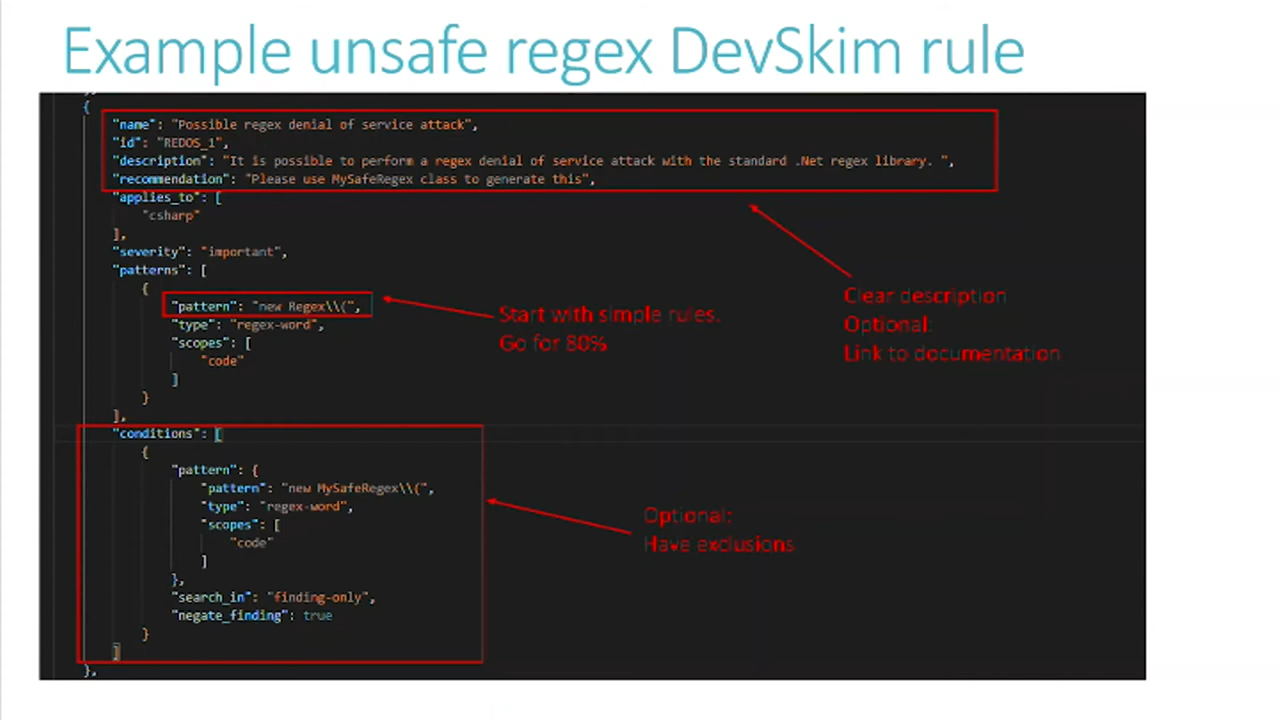 Example unsafe regex DevSkim rule
{
"name": "Possible regex denial of service attack",
"id": "REDOS_1",
"description": "It is possible to perform a regex denial of service attack with the standard .Net regex library. ",
"recommendation": "Please use MySafeRegex class to generate this",
"applies_to": [
"csharp"
],
"severity": "important",
"patterns": [
{
"pattern": "new Regex\\(",
"type": "regex-word",
"scopes": [
"code"
]
}
],
"conditions": [
{
"pattern": {
"pattern": "new MySafeRegex\\(",
"type": "regex-word",
"scopes": [
"code"
]
},
"search_in": "finding-only",
"negate_finding": true
}
]
},
Start with simple rules.
Go for 80%
Clear description
Optional:
Link to documentation
Optional:
Have exclusions